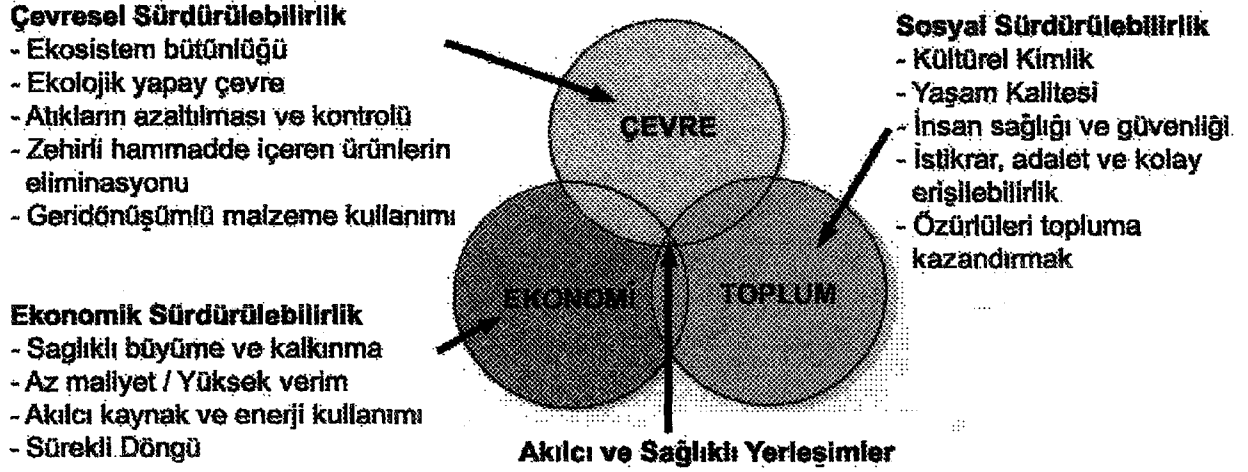 Çevresel Sürdürülebilirlik
- Ekosistem bütünlüğü
- Ekolojik yapay çevre
- Atıkların azaltılması ve kontrolü
- Zehirli hammadde içeren ürünlerin
eliminasyonu
- Geridönüşümlü malzeme kullanımı
Ekonomik Sürdürülebilirlik
- Saglıklı büyüme ve kalkınma
- Az maliyet / Yüksek verim
- Akılcı kaynak ve enerji kullanımı
- Sürekli Döngü
ÇEVRE
EKONOMİ
TOPLUM
Akılcı ve Sağlıklı Yerleşimler
Sosyal Sürdürülebilirlik
- Kültürel Kimlik
- Yaşam Kalitesi
- İnsan sağlığı ve güvenliği
- İstikrar, adalet ve kolay
erişilebilirlik
- Özürlüleri topluma
kazandırmak